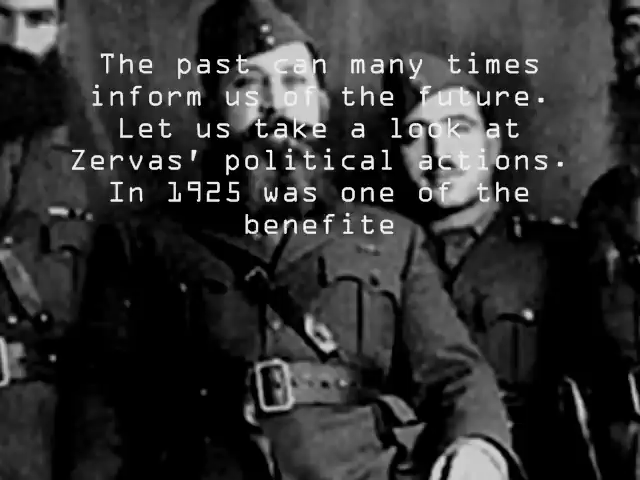 The past can many times
inform us of the future.
Let us take a look at
Zervas' political actions.
In 1925 was one of the
benefite